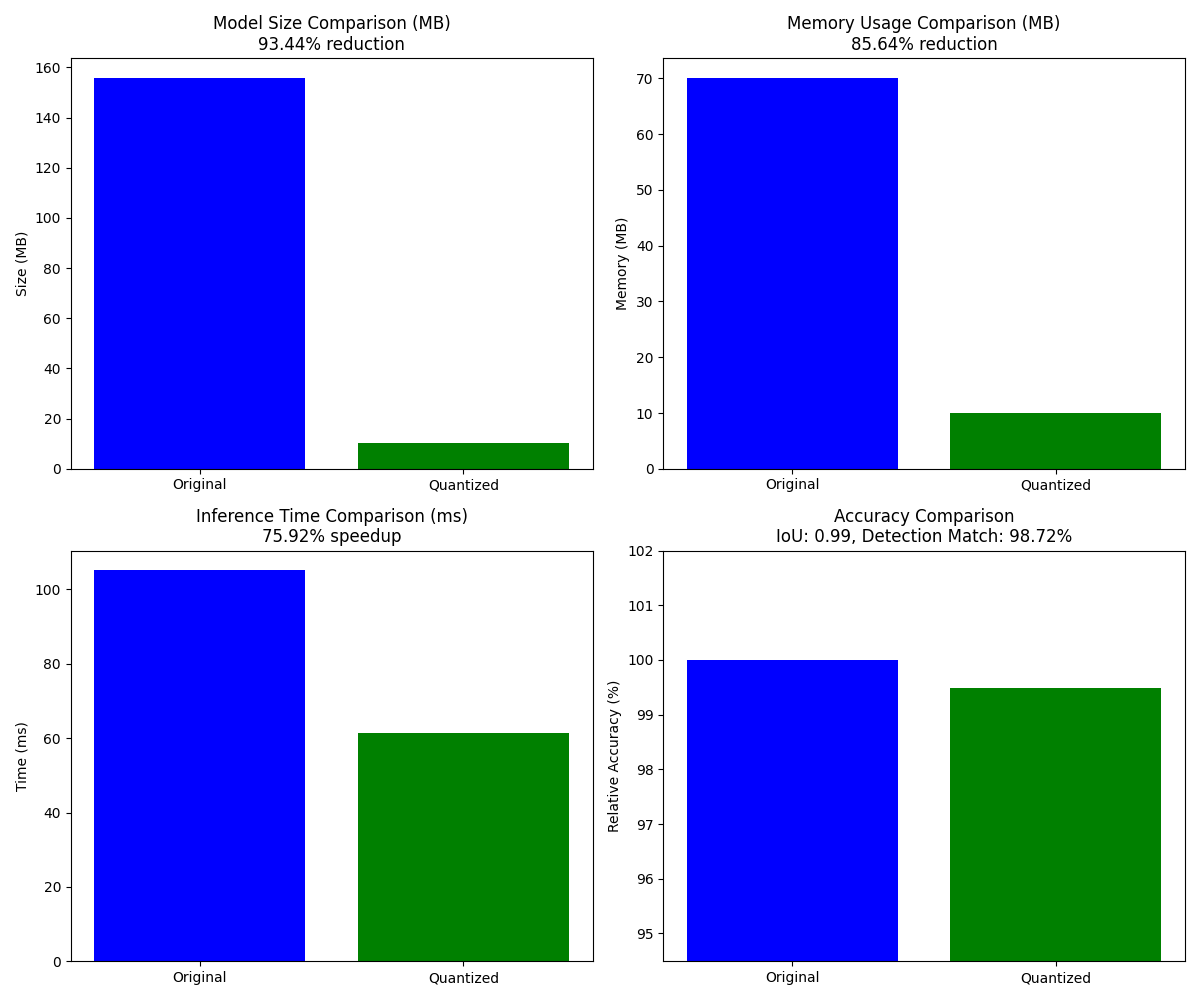 Model Size Comparison (MB)
93.44% reduction
Size (MB)
160
140
120
100
80
60
40
20
0
Original
Quantized
Memory Usage Comparison (MB)
85.64% reduction
Memory (MB)
70
60
50
40
30
20
10
0
Original
Quantized
Inference Time Comparison (ms)
75.92% speedup
Time (ms)
100
80
60
40
20
0
Original
Quantized
Accuracy Comparison
IoU: 0.99, Detection Match: 98.72%
Relative Accuracy (%)
102
101
100
99
98
97
96
95
Original
Quantized